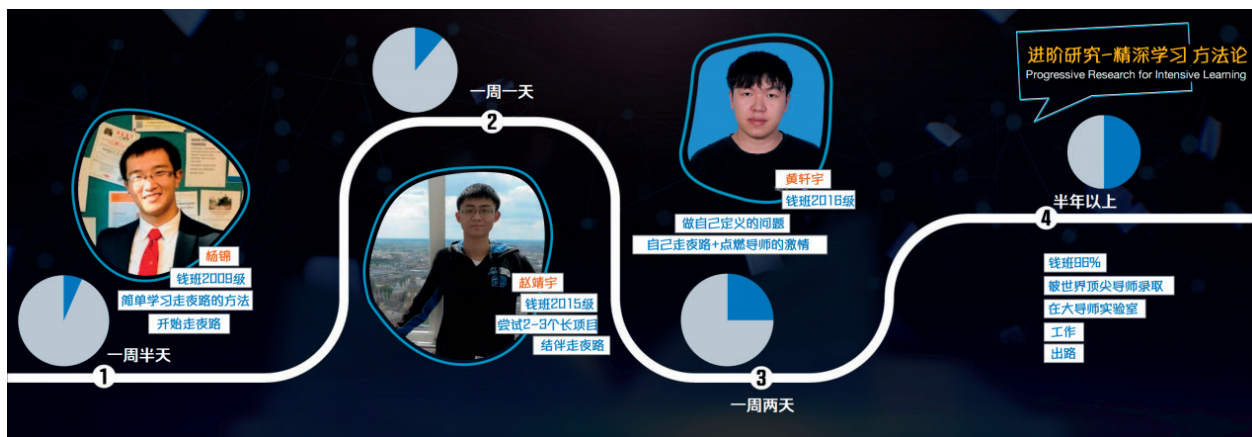 进阶研究-精深学习 方法论
Progressive Research for Intensive Learning
杨锦
钱班2009级
简单学习走夜路的方法
开始走夜路
一周半天
1
一周一天
2
赵靖宇
钱班2015级
尝试2-3个长项目
结伴走夜路
黄轩宇
钱班2016级
做自己定义的问题
自己走夜路+点燃导师的激情
3
一周两天
半年以上
4
钱班96%
被世界顶尖导师录取
在大导师实验室
工作
出路